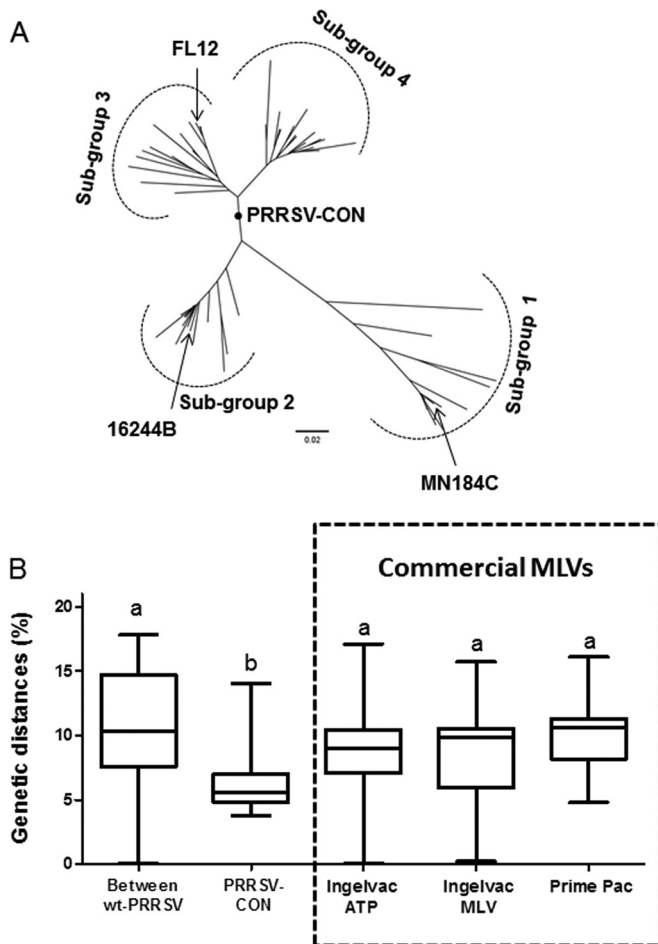 A
FL12
Sub-group 4
Sub-group 3
PRRSV-CON
Sub-group 1
Sub-group 2
16244B
0.02
MN184C
B
Commercial MLVs
Genetic distances (%)
20
15
10
5
0
a
b
a
a
a
Between
wt-PRRSV
PRRSV-
CON
Ingelvac
ATP
Ingelvac
MLV
Prime Pac